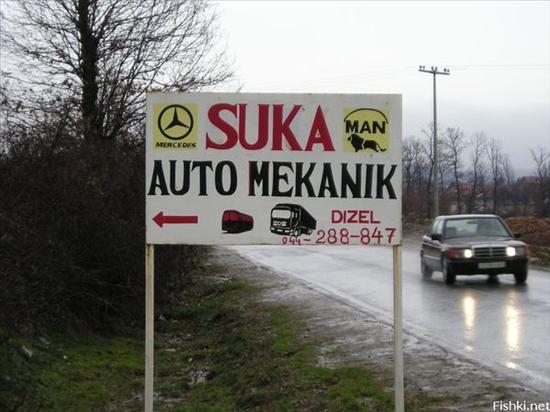 SUKA
MERCEDES
MAN
AUTO MEKANIK
DIZEL
044-288-847
Fishki.net